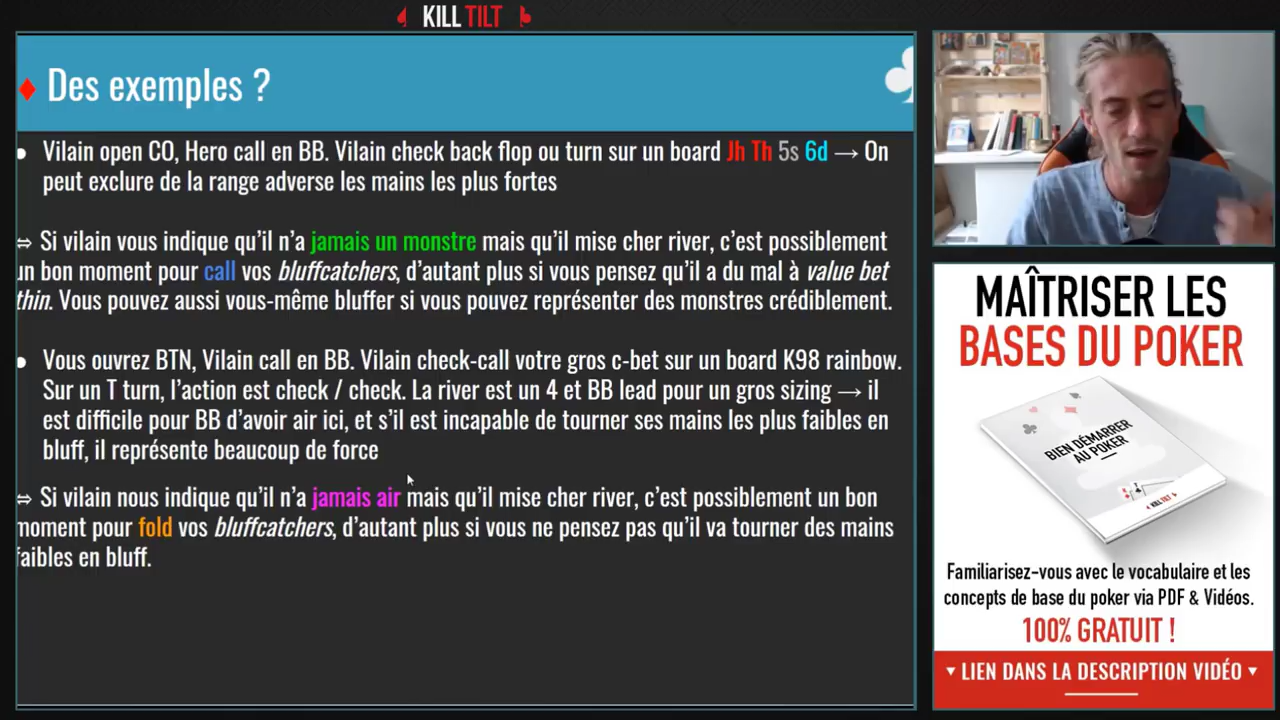 KILL TILT
Des exemples ?
Vilain open CO, Hero call en BB. Vilain check back flop ou turn sur un board Jh Th 5s 6d → On
peut exclure de la range adverse les mains les plus fortes
⇔ Si vilain vous indique qu'il n'a jamais un monstre mais qu'il mise cher river, c'est possiblement
un bon moment pour call vos bluffcatchers, d'autant plus si vous pensez qu'il a du mal à value bet
thin. Vous pouvez aussi vous-même bluffer si vous pouvez représenter des monstres crédiblement.
Vous ouvrez BTN, Vilain call en BB. Vilain check-call votre gros c-bet sur un board K98 rainbow.
Sur un T turn, l'action est check / check. La river est un 4 et BB lead pour un gros sizing → il
est difficile pour BB d'avoir air ici, et s'il est incapable de tourner ses mains les plus faibles en
bluff, il représente beaucoup de force
⇔ Si vilain nous indique qu'il n'a jamais air mais qu'il mise cher river, c'est possiblement un bon
moment pour fold vos bluffcatchers, d'autant plus si vous ne pensez pas qu'il va tourner des mains
faibles en bluff.
MAÎTRISER LES
BASES DU POKER
BIEN DÉMARRER
AU POKER
KILLTILT
Familiarisez-vous avec le vocabulaire et les
concepts de base du poker via PDF & Vidéos.
100% GRATUIT !
▼ LIEN DANS LA DESCRIPTION VIDÉO ▼